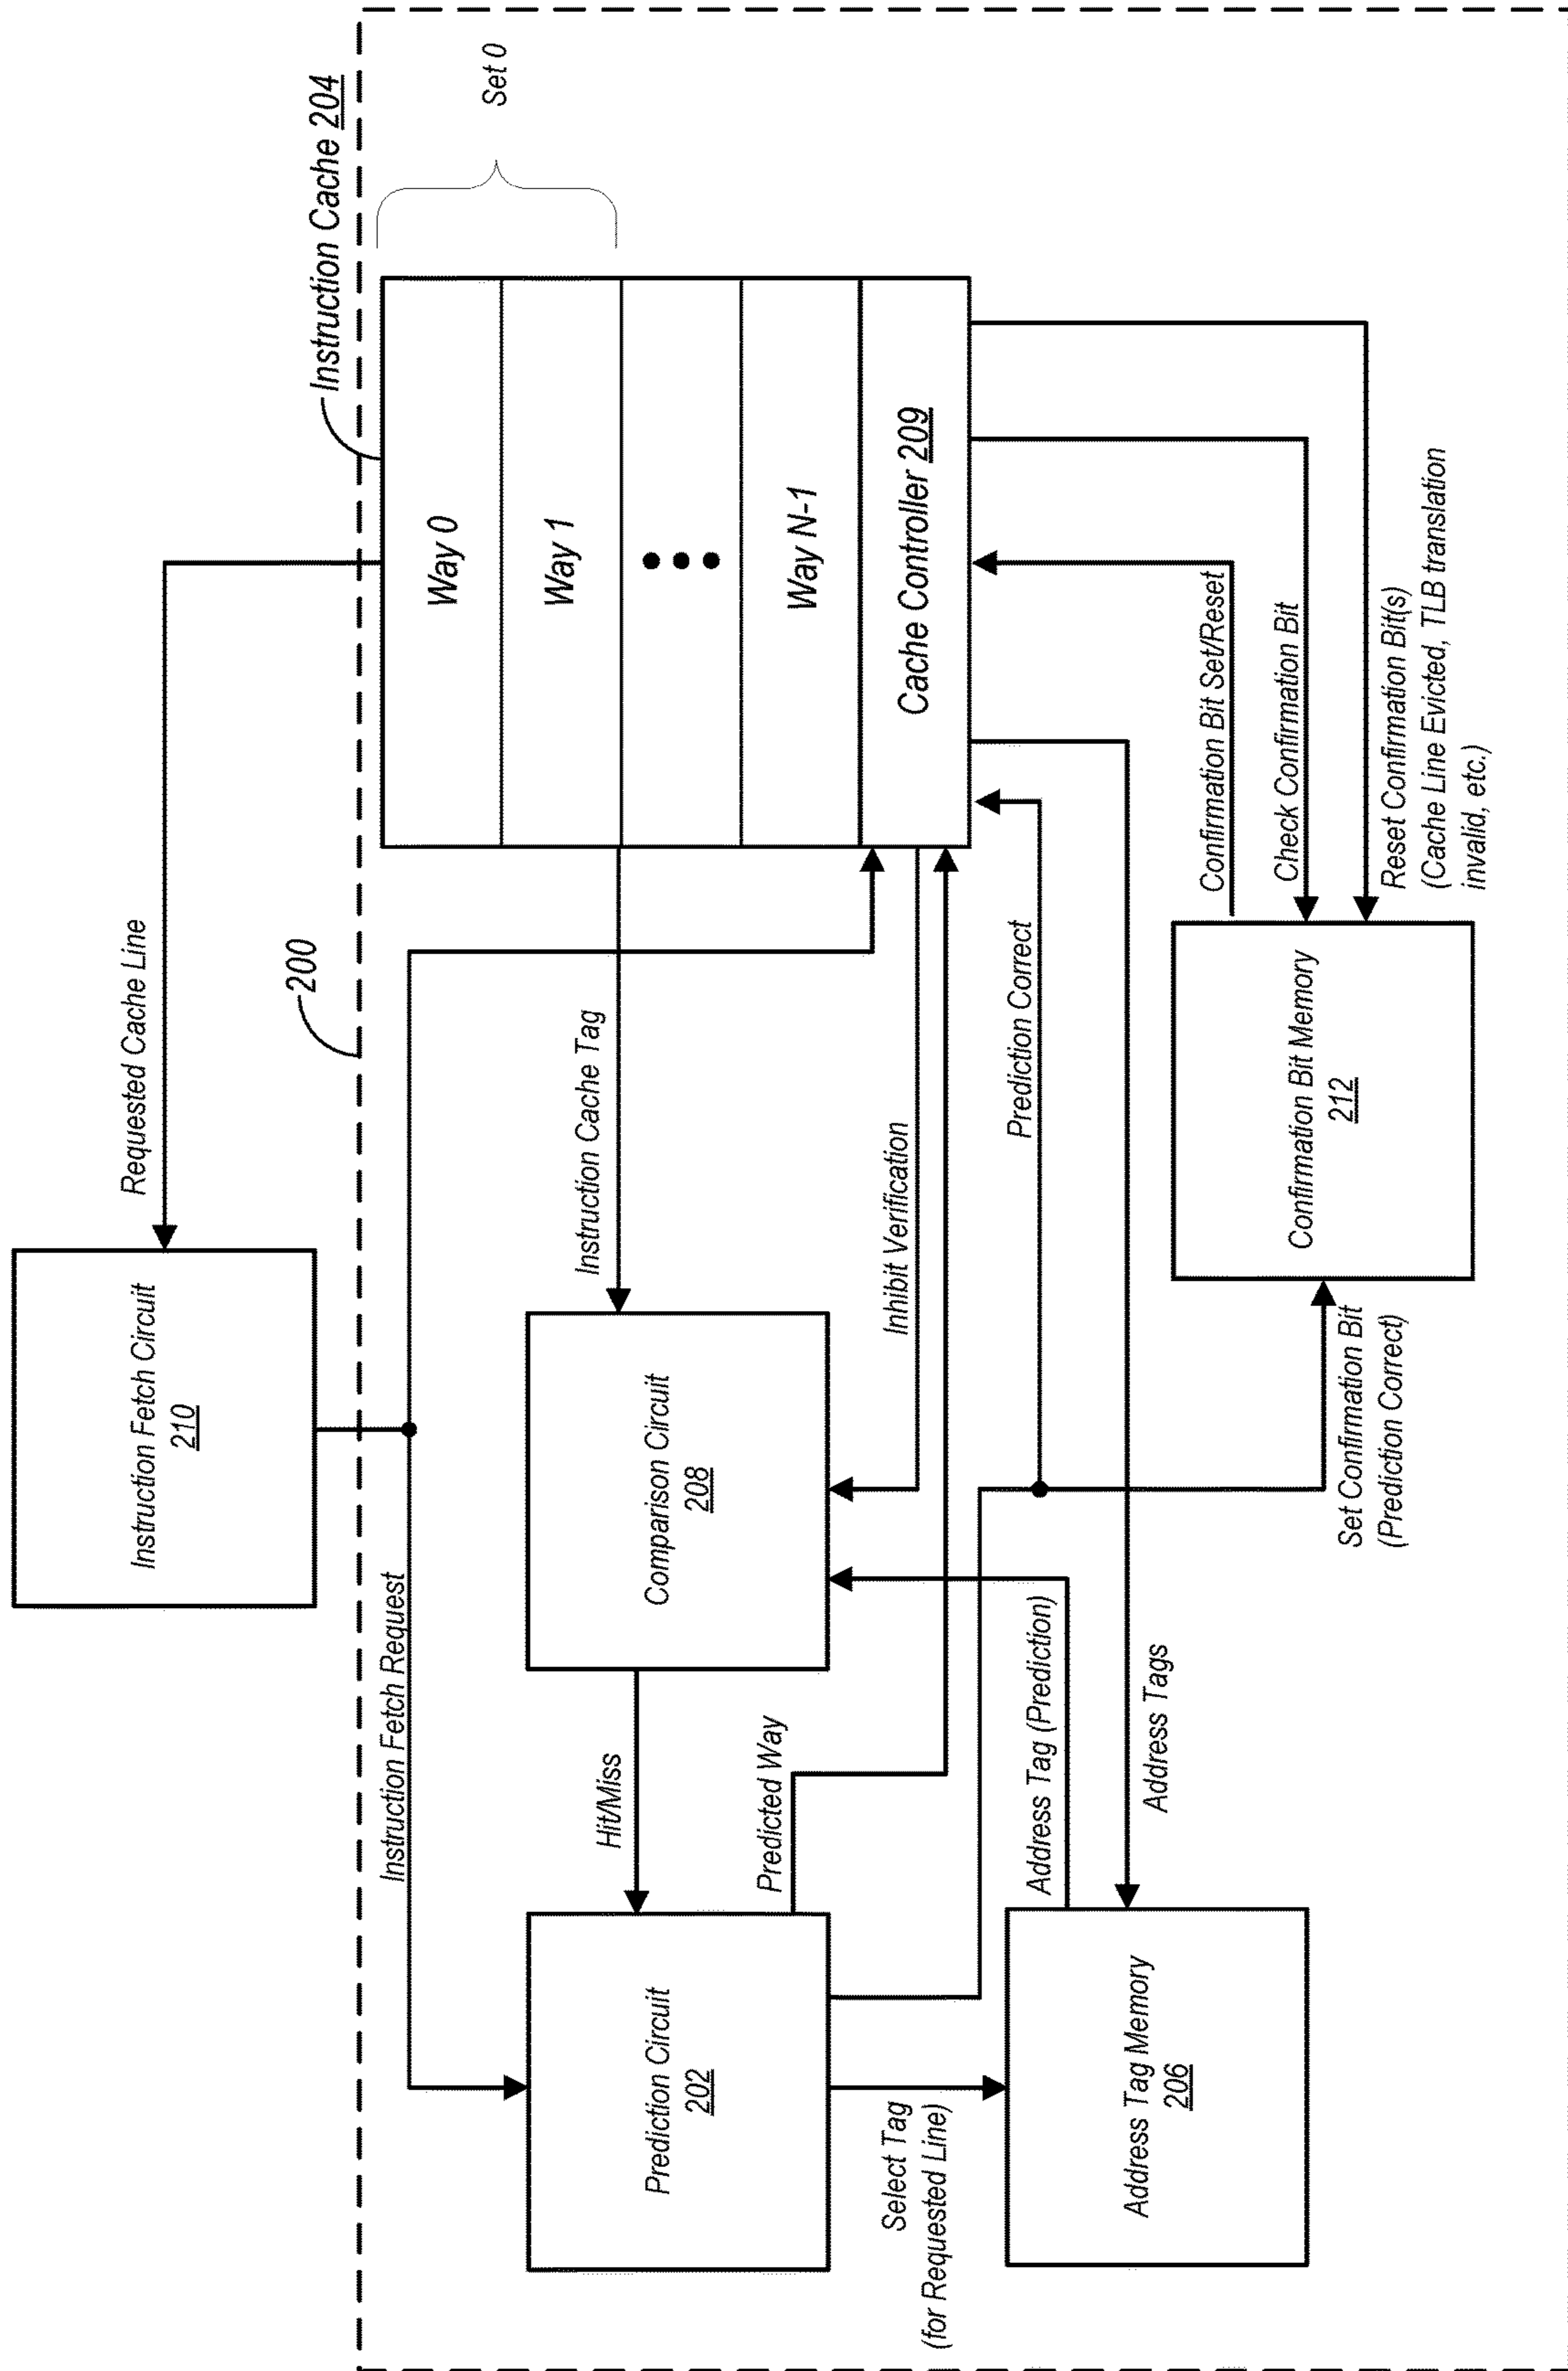 Instruction Fetch Circuit
210
Requested Cache Line
200
Instruction Cache 204
Set 0
Instruction Fetch Request
Way 0
Way 1
Way N-1
Cache Controller 209
Prediction Circuit
202
Hit/Miss
Comparison Circuit
208
Instruction Cache Tag
Predicted Way
Inhibit Verification
Select Tag
(for Requested Line)
Prediction Correct
Address Tag Memory
206
Address Tag (Prediction)
Address Tags
Set Confirmation Bit
(Prediction Correct)
Confirmation Bit Memory
212
Confirmation Bit Set/Reset
Check Confirmation Bit
Reset Confirmation Bit(s)
(Cache Line Evicted, TLB translation
invalid, etc.)